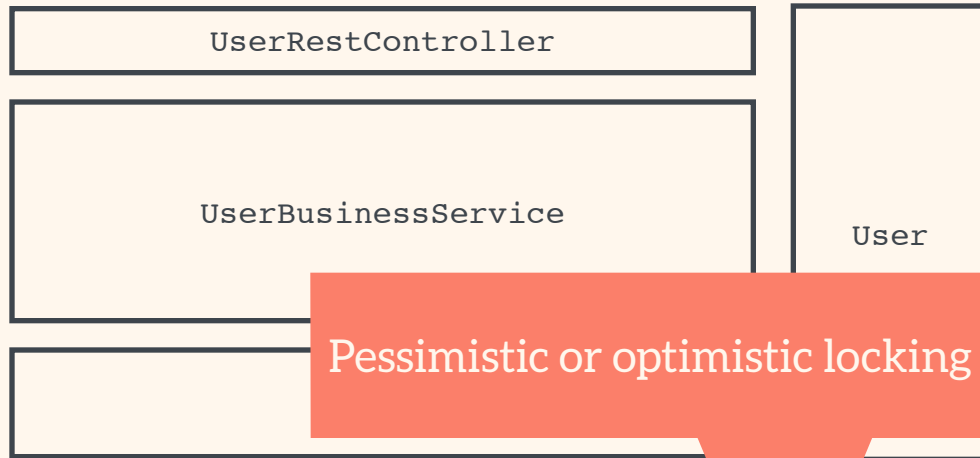 UserRestController
UserBusinessService
User
Pessimistic or optimistic locking